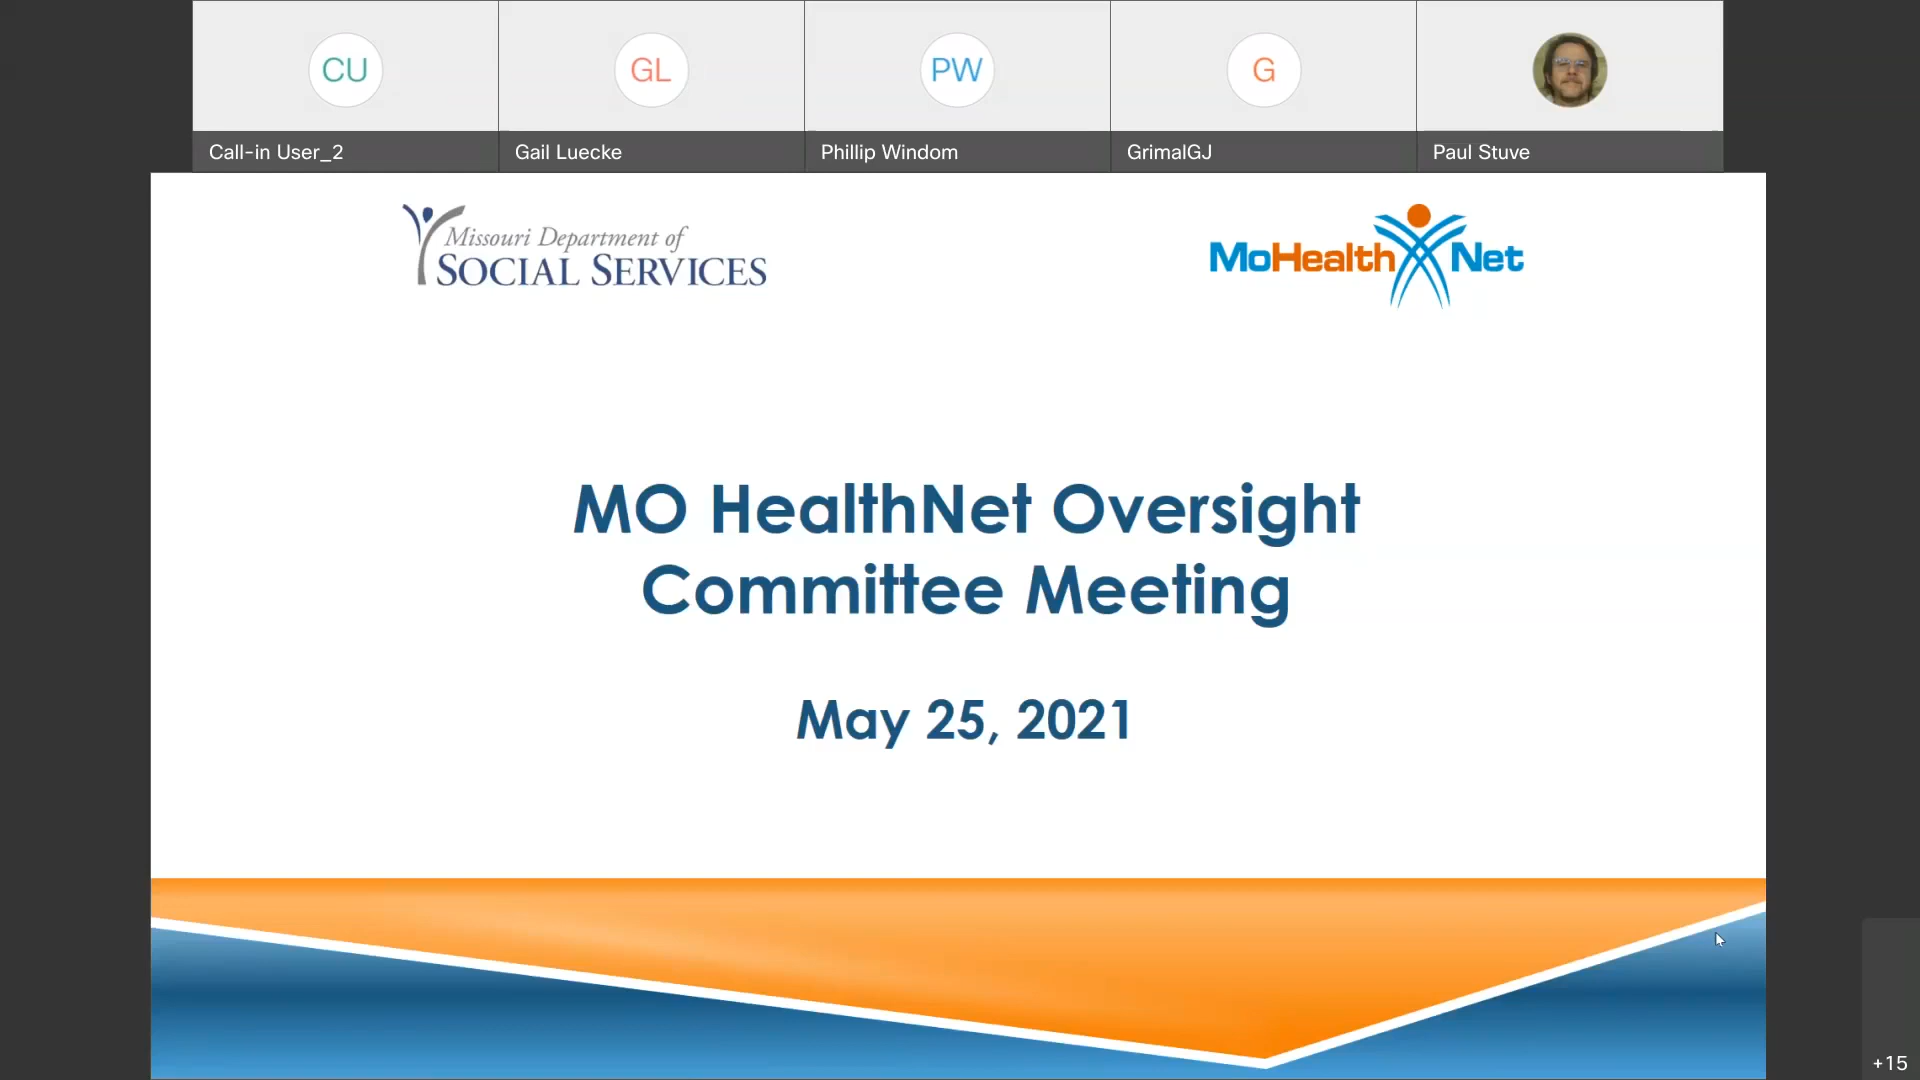 CU
GL
PW
G
Call-in User_2
Gail Luecke
Phillip Windom
GrimalGJ
Paul Stuve
Missouri Department of
SOCIAL SERVICES
MoHealthNet
MO HealthNet Oversight
Committee Meeting
May 25, 2021
+15